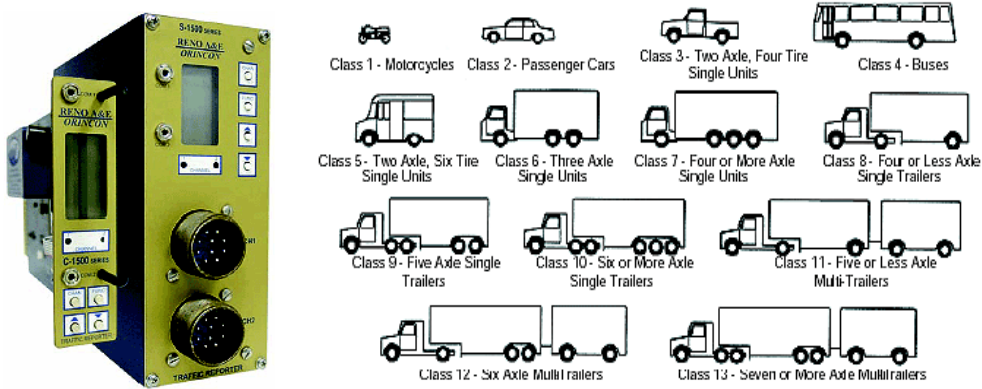 S-1500 SERIES
RENO A&E
ORINCON
CHANNEL
CH1
CH2
TRAFFIC REPORTER
RENO A&E
ORINCON
CHANNEL
C-1500 SERIES
TRAFFIC REPORTER
Class 1 - Motorcycles
Class 2 - Passenger Cars
Class 3 - Two Axle, Four Tire
Single Units
Class 4 - Buses
Class 5 - Two Axle, Six Tire
Single Units
Class 6 - Three Axle
Single Units
Class 7 - Four or More Axle
Single Units
Class 8 - Four or Less Axle
Single Trailers
Class 9 - Five Axle Single
Trailers
Class 10 - Six or More Axle
Single Trailers
Class 11 - Five or Less Axle
Multi-Trailers
Class 12 - Six Axle MultiTrailers
Class 13 - Seven or More Axle MultiTrailers